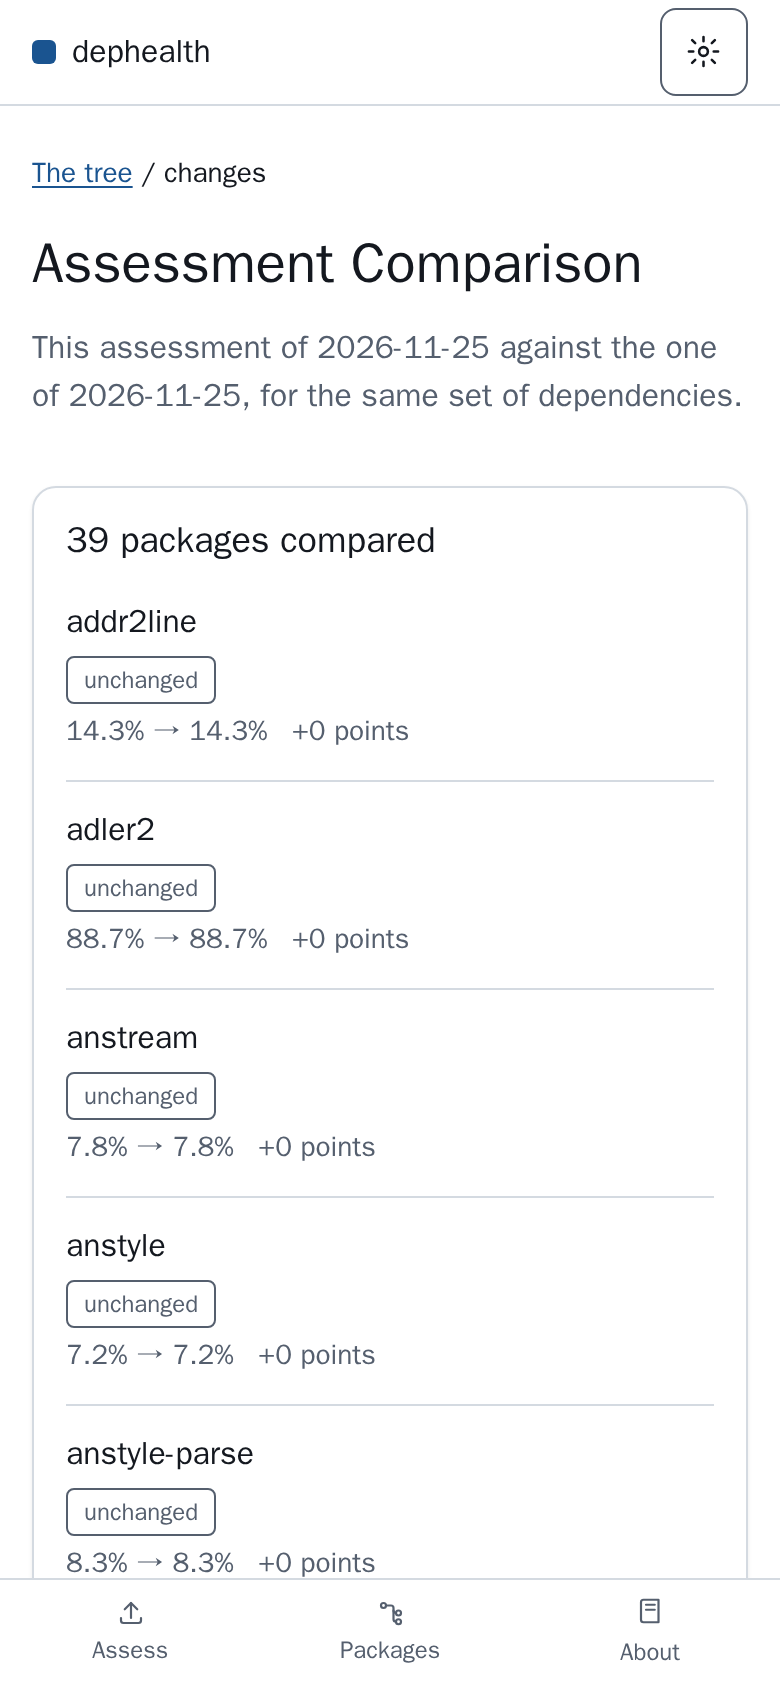 dephealth
The tree / changes
Assessment Comparison
This assessment of 2026-11-25 against the one
of 2026-11-25, for the same set of dependencies.
39 packages compared
addr2line
unchanged
14.3% → 14.3% +0 points
adler2
unchanged
88.7% → 88.7% +0 points
anstream
unchanged
7.8% → 7.8% +0 points
anstyle
unchanged
7.2% → 7.2% +0 points
anstyle-parse
unchanged
8.3% → 8.3% +0 points
Assess
Packages
About